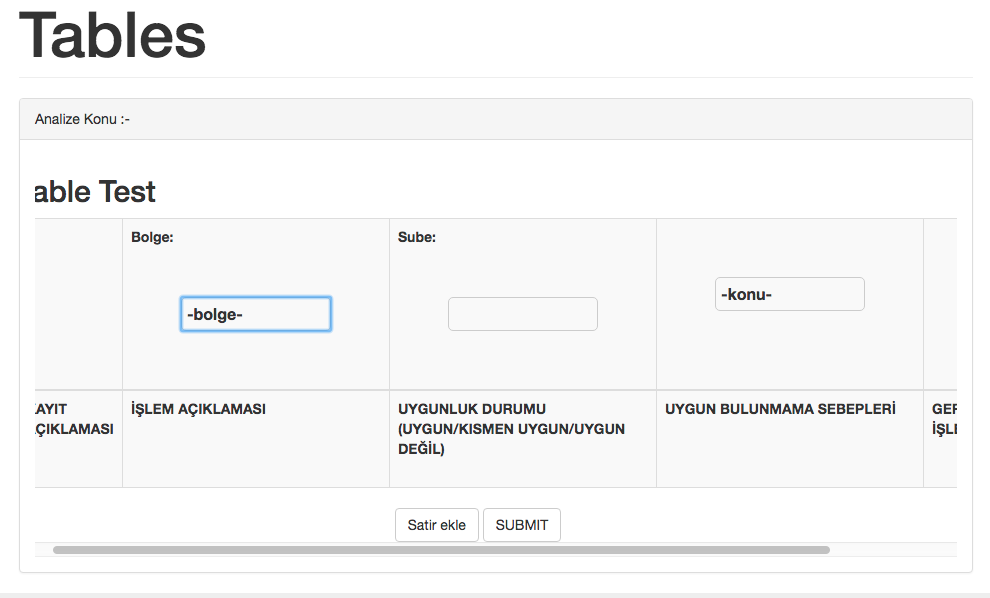 Tables
Analize Konu :-
able Test
Bolge:
Sube:
-bolge-
-konu-
AYIT
ÇIKLAMASI
İŞLEM AÇIKLAMASI
UYGUNLUK DURUMU
(UYGUN/KISMEN UYGUN/UYGUN
DEĞİL)
UYGUN BULUNMAMA SEBEPLERİ
GER
İŞLE
Satir ekle
SUBMIT